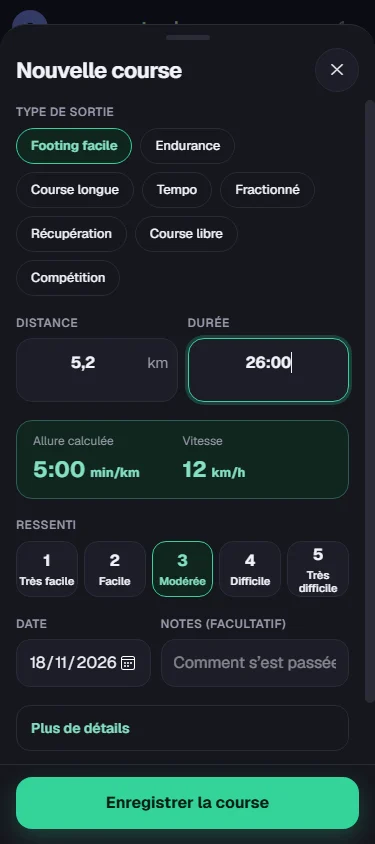 Nouvelle course
TYPE DE SORTIE
Footing facile
Endurance
Course longue
Tempo
Fractionné
Récupération
Course libre
Compétition
DISTANCE
DURÉE
5,2 km
26:00
Allure calculée
Vitesse
5:00 min/km
12 km/h
RESSENTI
1
Très facile
2
Facile
3
Modérée
4
Difficile
5
Très
difficile
DATE
NOTES (FACULTATIF)
18/11/2026
Comment s'est passée
Plus de détails
Enregistrer la course